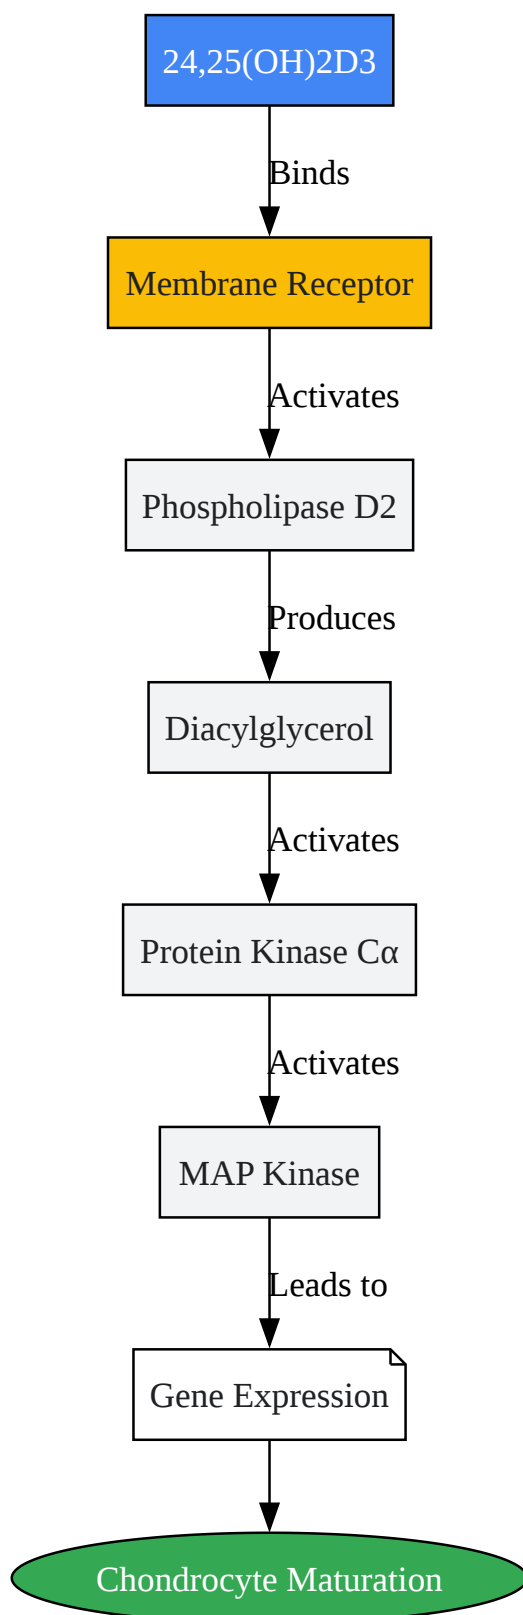 24,25(OH)2D3
Binds
Membrane Receptor
Activates
Phospholipase D2
Produces
Diacylglycerol
Activates
Protein Kinase Cα
Activates
MAP Kinase
Leads to
Gene Expression
Chondrocyte Maturation